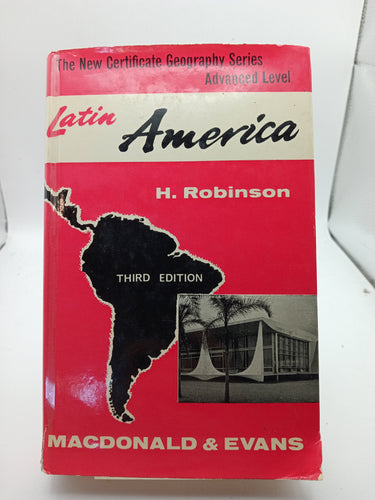 The New Certificate Geography Series
Advanced Level
Latin America
H. Robinson
THIRD EDITION
MACDONALD & EVANS